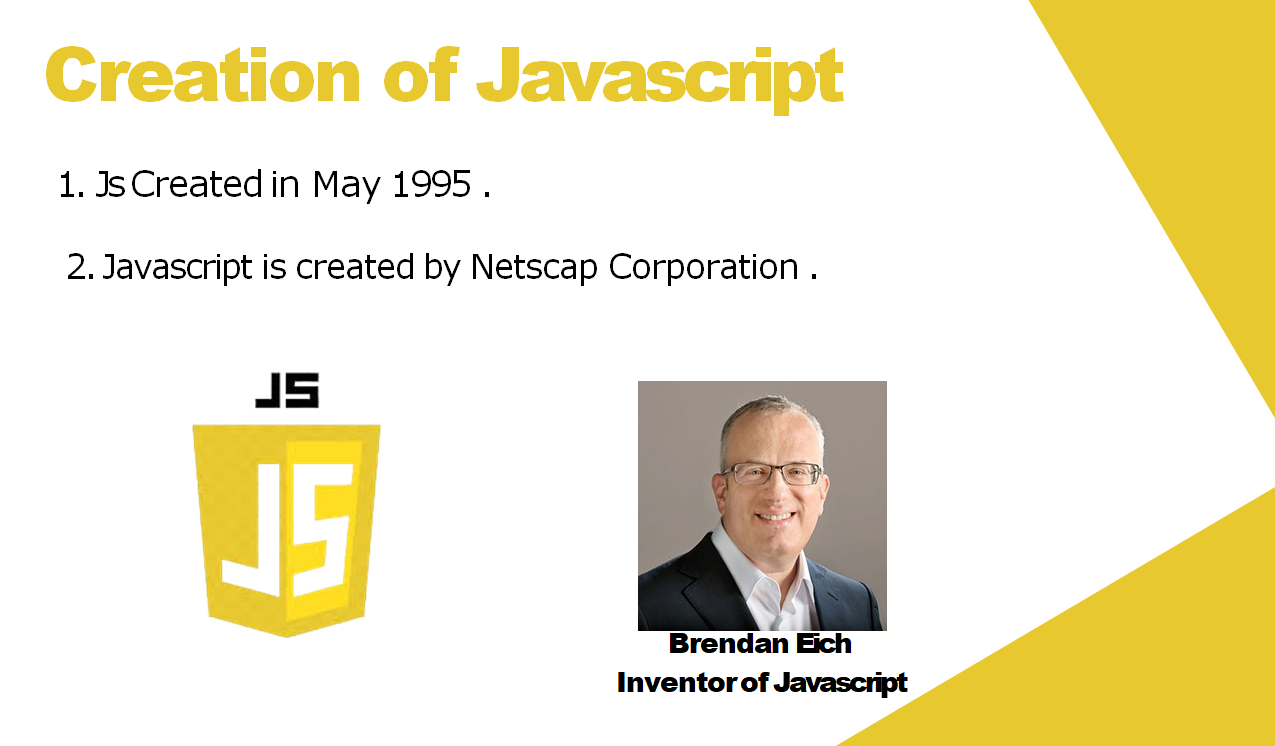 Creation of Javascript
1. Js Created in May 1995 .
2. Javascript is created by Netscap Corporation .
JS
JS
Brendan Eich
Inventor of Javascript